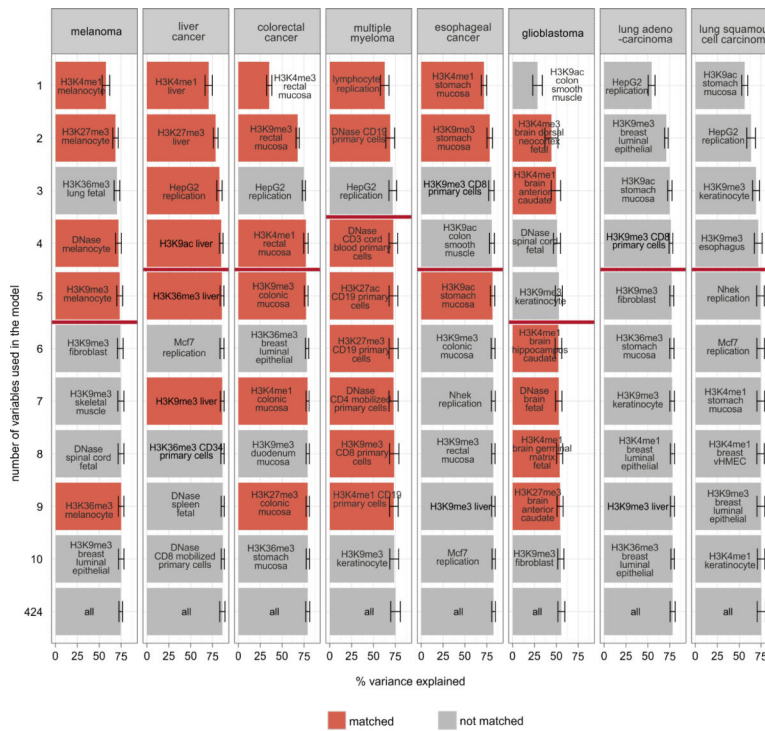 melanoma
liver
cancer
colorectal
cancer
multiple
myeloma
esophageal
cancer
glioblastoma
lung adeno
-carcinoma
lung squamou
cell carcinom
number of variables used in the model
1
H3K4me1
melanocyte
H3K4me1
liver
H3K4me3
rectal
mucosa
lymphocyte
replication
H3K4me1
stomach
mucosa
H3K9ac
colon
smooth
muscle
HepG2
replication
H3K9ac
stomach
mucosa
2
H3K27me3
melanocyte
H3K27me3
liver
H3K9me3
rectal
mucosa
DNase CD19
primary cells
H3K9me3
stomach
mucosa
H3K4me3
brain dorsal
neocortex
fetal
H3K9me3
breast luminal
epithelial
HepG2
replication
3
H3K36me3
lung fetal
HepG2
replication
HepG2
replication
HepG2
replication
H3K9me3 CD8
primary cells
H3K4me1
brain
anterior
caudate
H3K9ac
stomach
mucosa
H3K9me3
keratinocyte
4
DNase
melanocyte
H3K9ac liver
H3K4me1
rectal
mucosa
DNase
CD3 cord
blood primary
cells
H3K9ac
colon
smooth
muscle
DNase
spinal cord
fetal
H3K9me3 CD8
primary cells
H3K9me3
esophagus
5
H3K9me3
melanocyte
H3K36me3 liver
H3K9me3
colonic
mucosa
H3K27ac
CD19 primary
cells
H3K9ac
stomach
mucosa
H3K9me3
keratinocyte
H3K9me3
fibroblast
Nhek
replication
6
H3K9me3
fibroblast
Mcf7
replication
H3K36me3
breast
luminal
epithelial
H3K27me3
CD19 primary
cells
H3K9me3
colonic
mucosa
H3K4me1
brain
hippocampus
caudate
H3K36me3
stomach
mucosa
Mcf7
replication
7
H3K9me3
skeletal
muscle
H3K9me3 liver
H3K4me1
colonic
mucosa
DNase
CD4 mobilized
primary cells
Nhek
replication
DNase
brain
fetal
H3K9me3
keratinocyte
H3K4me1
stomach
mucosa
8
DNase
spinal cord
fetal
H3K36me3 CD34
primary cells
H3K9me3
duodenum
mucosa
H3K9me3
CD8 primary
cells
H3K9me3
rectal
mucosa
H3K4me1
brain germinal
matrix
fetal
H3K4me1
breast
luminal
epithelial
H3K4me1
breast
vHMEC
9
H3K36me3
melanocyte
DNase
spleen
fetal
H3K27me3
colonic
mucosa
H3K4me1 CD19
primary cells
H3K9me3 liver
H3K27me3
brain
anterior
caudate
H3K9me3 liver
H3K9me3
breast
luminal
epithelial
10
H3K9me3
breast
luminal
epithelial
DNase
CD8 mobilized
primary cells
H3K36me3
stomach
mucosa
H3K9me3
keratinocyte
Mcf7
replication
H3K9me3
fibroblast
H3K36me3
breast
luminal
epithelial
H3K4me1
keratinocyte
424
all
all
all
all
all
all
all
all
0 25 50 75
0 25 50 75
0 25 50 75
0 25 50 75
0 25 50 75
0 25 50 75
0 25 50 75
0 25 50 75
% variance explained
matched
not matched